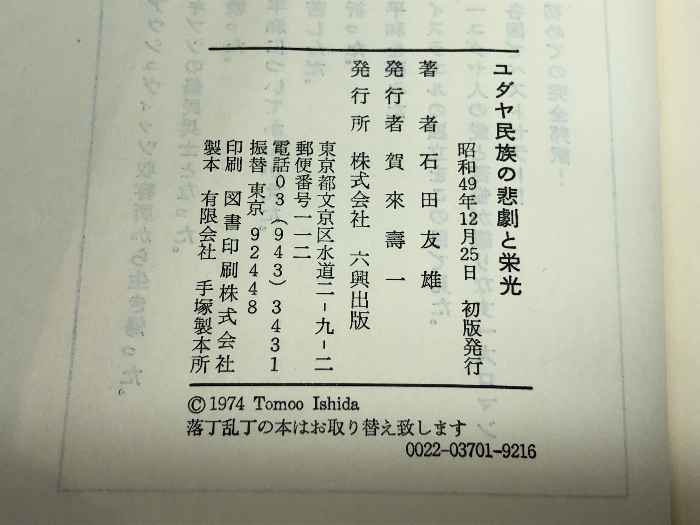 ユダヤ民族の悲劇と栄光
昭和49年12月25日 初版発行
著者 石田友雄
発行者 賀來壽一
発行所 株式会社 六興出版
東京都文京区水道二-九-二
郵便番号一一二
電話03(943)3431
振替 東京 92448
印刷 図書印刷株式会社
製本 有限会社 手塚製本所
© 1974 Tomoo Ishida
落丁乱丁の本はお取り替え致します
0022-03701-9216